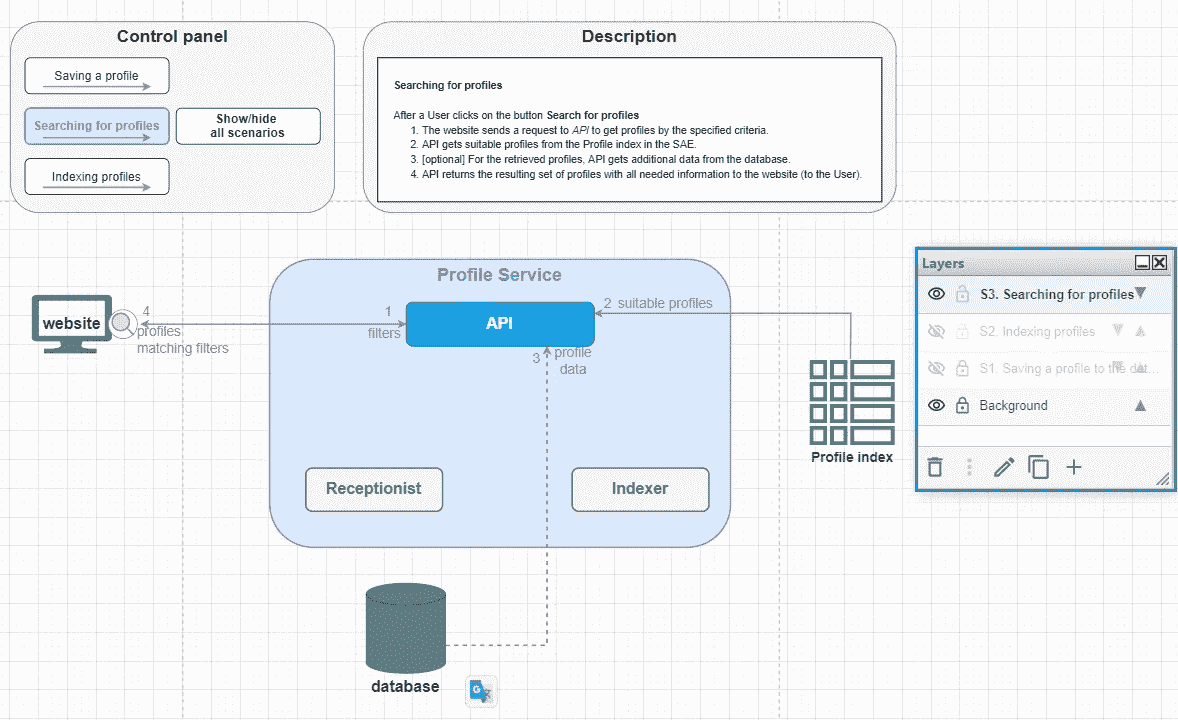 Control panel
Saving a profile
Searching for profiles
Show/hide
all scenarios
Indexing profiles
Description
Searching for profiles
After a User clicks on the button Search for profiles
1. The website sends a request to API to get profiles by the specified criteria.
2. API gets suitable profiles from the Profile index in the SAE.
3. [optional] For the retrieved profiles, API gets additional data from the database.
4. API returns the resulting set of profiles with all needed information to the website (to the User).
Profile Service
website
4
profiles
matching filters
1
filters
API
2 suitable profiles
3
profile
data
Receptionist
Indexer
Profile index
database
G
Layers
S3. Searching for profiles
S2. Indexing profiles
S1. Saving a profile to the dat...
Background